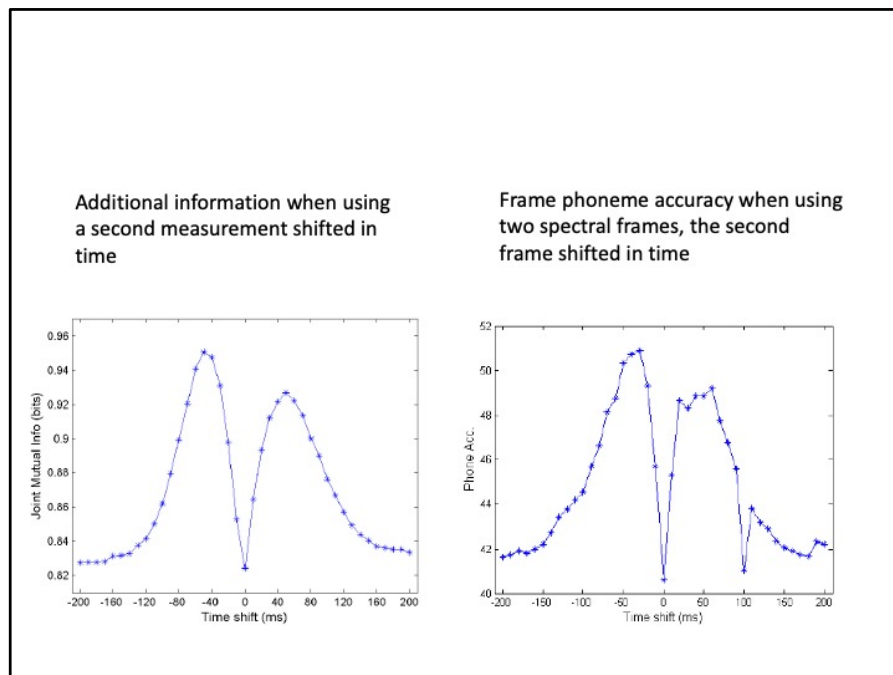 Additional information when using
a second measurement shifted in
time
Frame phoneme accuracy when using
two spectral frames, the second
frame shifted in time
0.96
0.94
0.92
0.9
0.88
0.86
0.84
0.82
Joint Mutual Info (bits)
-200 -160 -120 -80 -40 0 40 80 120 160 200
Time shift (ms)
52
50
48
46
44
42
40
Phone Acc.
-200 -150 -100 -50 0 50 100 150 200
Time shift (ms)